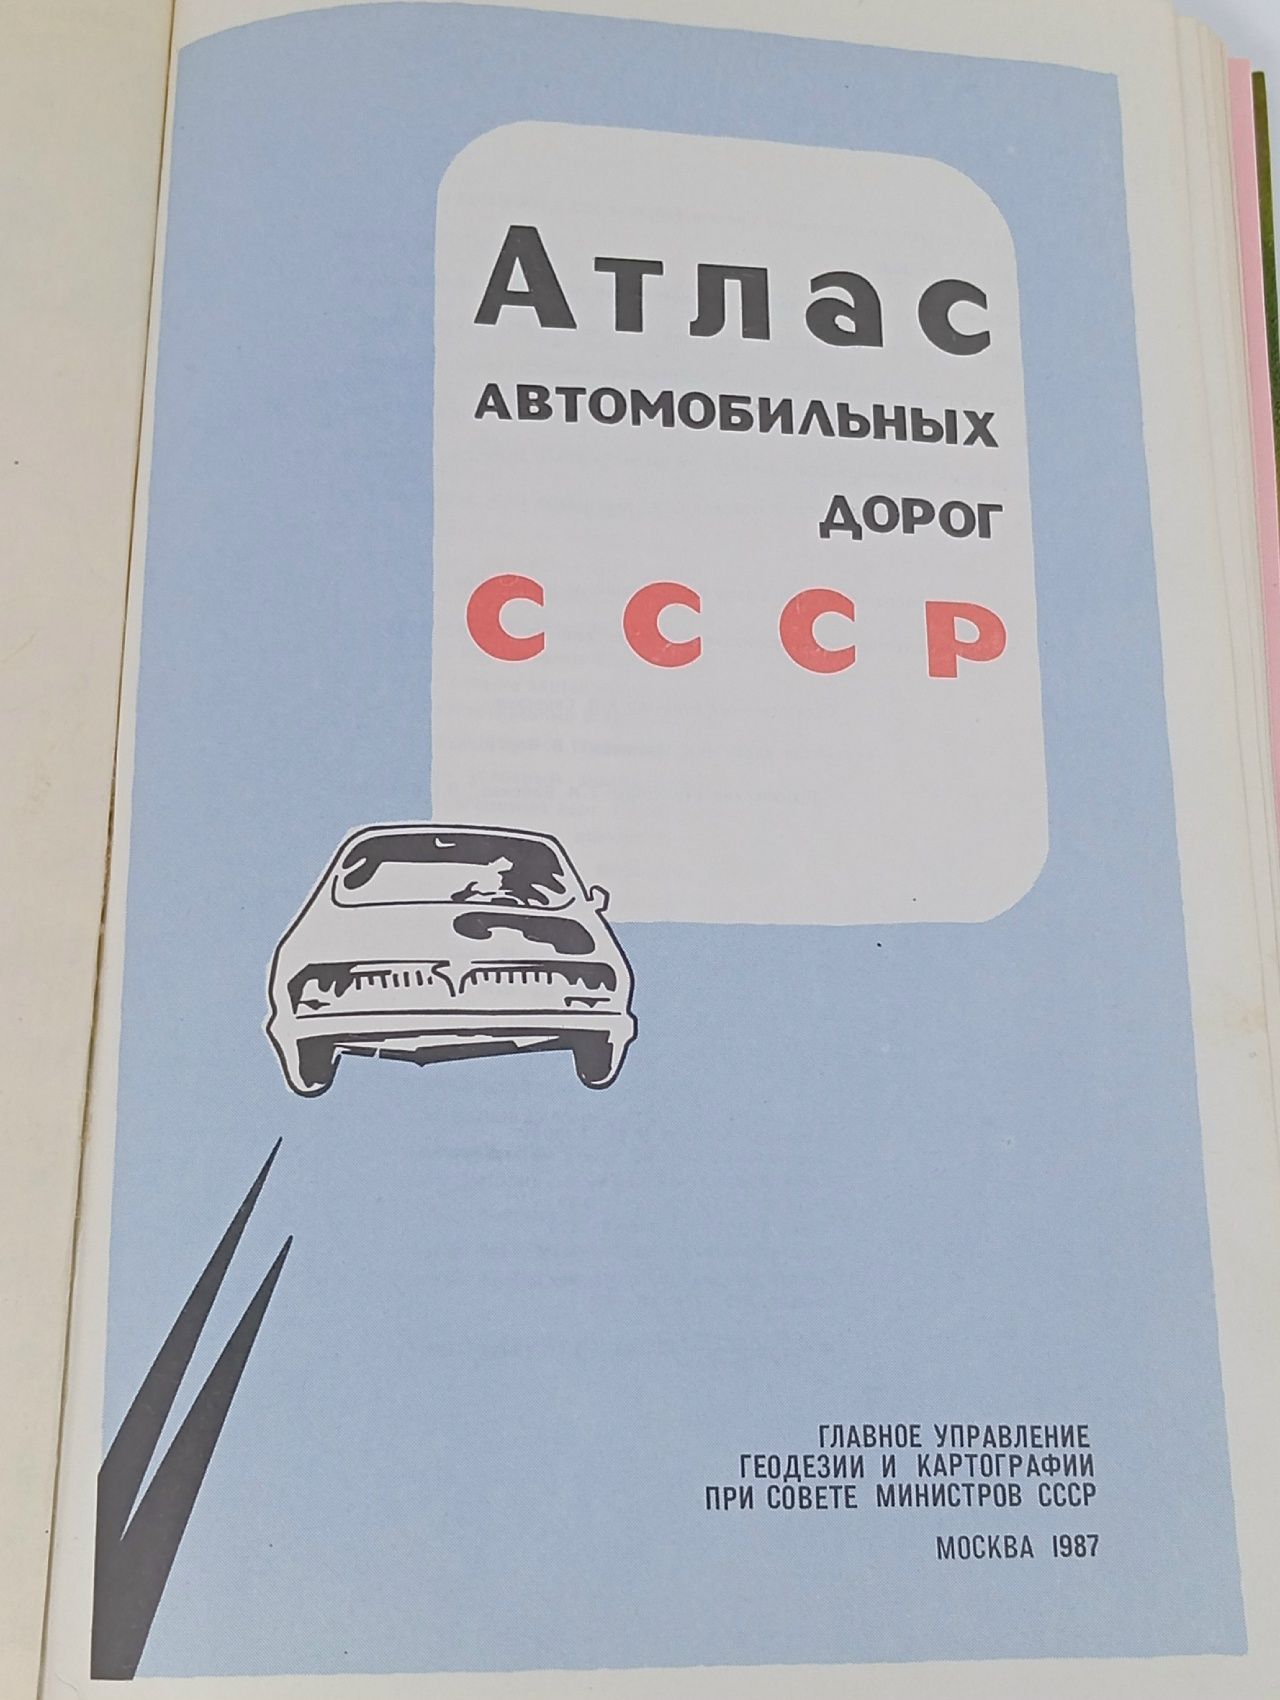 Атлас
АВТОМОБИЛЬНЫХ
ДОРОГ
СССР
ГЛАВНОЕ УПРАВЛЕНИЕ
ГЕОДЕЗИИ И КАРТОГРАФИИ
ПРИ СОВЕТЕ МИНИСТРОВ СССР
МОСКВА 1987